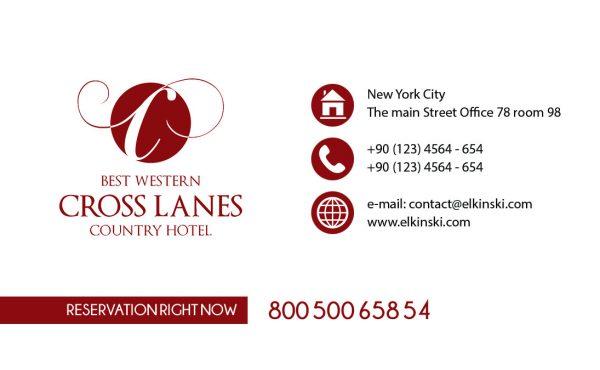 BEST WESTERN
CROSS LANES
COUNTRY HOTEL
New York City
The main Street Office 78 room 98
+90 (123) 4564 - 654
+90 (123) 4564 - 654
e-mail: contact@elkinski.com
www.elkinski.com
RESERVATION RIGHT NOW
800 500 658 54